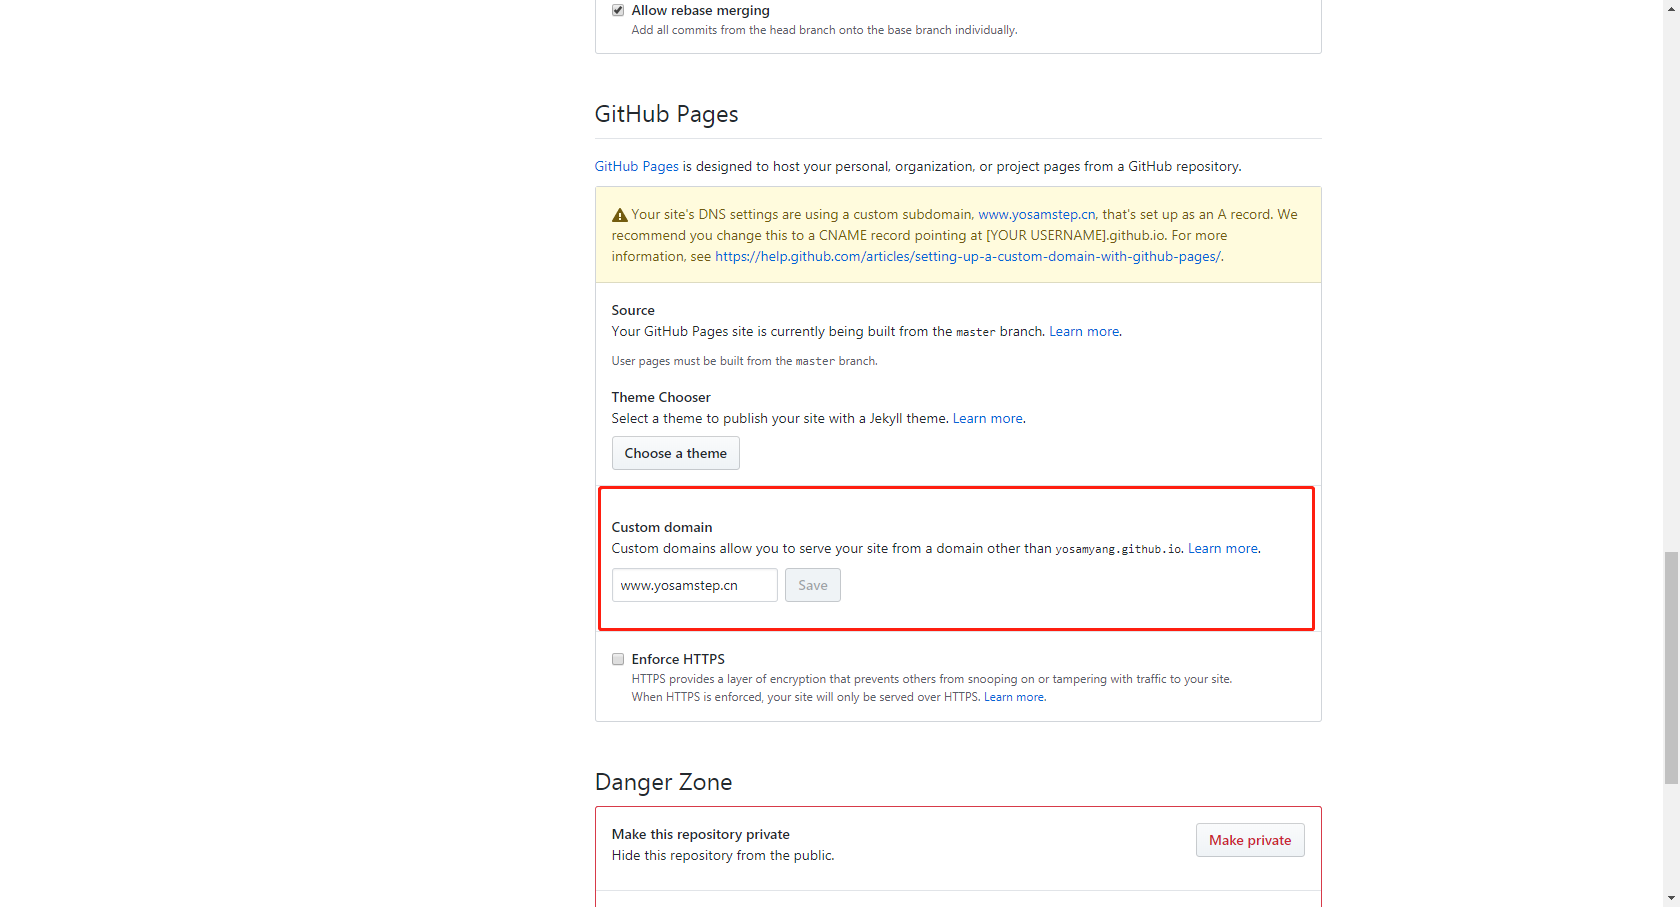 Allow rebase merging
Add all commits from the head branch onto the base branch individually.
GitHub Pages
GitHub Pages is designed to host your personal, organization, or project pages from a GitHub repository.
Your site's DNS settings are using a custom subdomain, www.yosamstep.cn, that's set up as an A record. We
recommend you change this to a CNAME record pointing at [YOUR USERNAME].github.io. For more
information, see https://help.github.com/articles/setting-up-a-custom-domain-with-github-pages/.
Source
Your GitHub Pages site is currently being built from the master branch. Learn more.
User pages must be built from the master branch.
Theme Chooser
Select a theme to publish your site with a Jekyll theme. Learn more.
Choose a theme
Custom domain
Custom domains allow you to serve your site from a domain other than yosamyang.github.io. Learn more.
www.yosamstep.cn Save
Enforce HTTPS
HTTPS provides a layer of encryption that prevents others from snooping on or tampering with traffic to your site.
When HTTPS is enforced, your site will only be served over HTTPS. Learn more.
Danger Zone
Make this repository private
Hide this repository from the public.
Make private